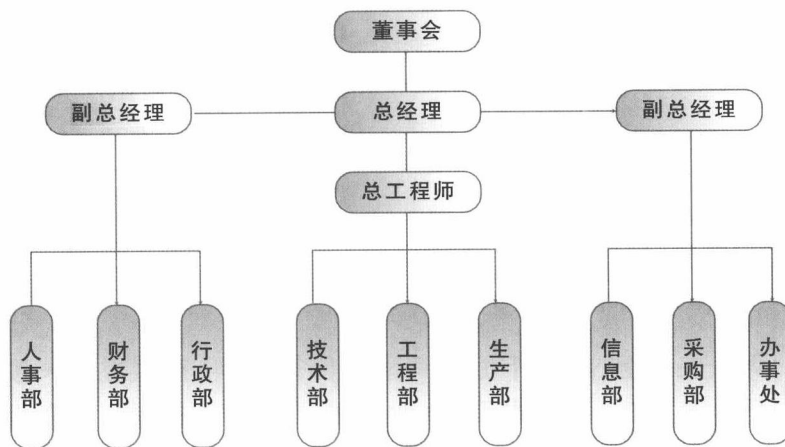 董事会
副总经理
总经理
副总经理
总工程师
人事部
财务部
行政部
技术部
工程部
生产部
信息部
采购部
办事处